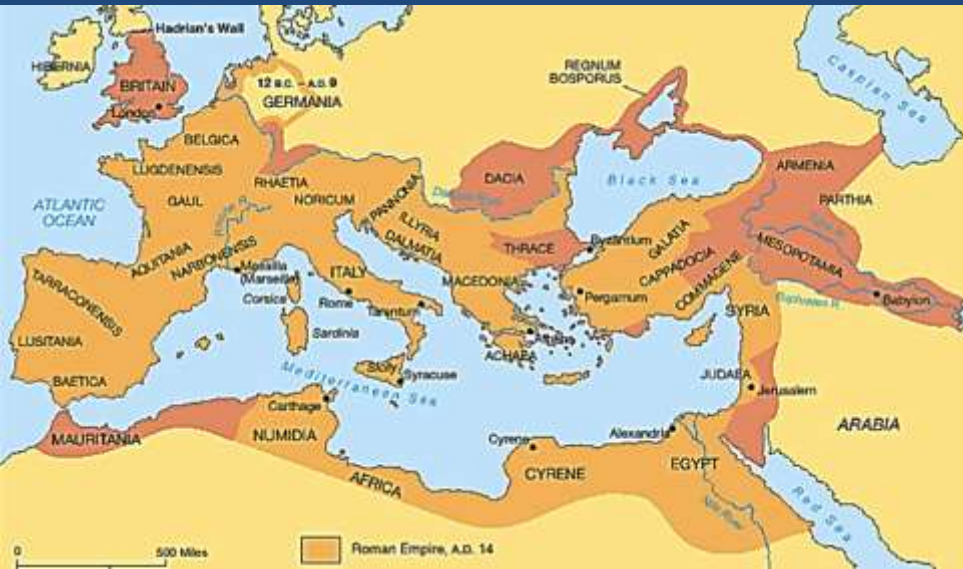 Hadrian's Wall
HIBERNIA
BRITAIN
London
12 B.C. – A.D. 9
GERMANIA
REGNUM
BOSPORUS
Caspian Sea
BELGICA
LUGDENENSIS
RHAETIA
GAUL
NORICUM
PANNONIA
DACIA
Black Sea
ARMENIA
PARTHIA
ATLANTIC
OCEAN
ILLYRIA
DALMATIA
THRACE
Byzantium
GALATIA
CAPPADOCIA
COMMAGENE
MESOPOTAMIA
AQUITANIA
NARBONENSIS
Massilia
(Marseille)
ITALY
MACEDONIA
Corsica
Rome
Tarentum
Pergamum
Euphrates R.
Babylon
TARRACONENSIS
Sardinia
SYRIA
LUSITANIA
ACHAEA
Sicily
Syracuse
BAETICA
Mediterranean Sea
JUDAEA
Jerusalem
Carthage
MAURITANIA
NUMIDIA
Cyrene
Alexandria
ARABIA
AFRICA
CYRENE
EGYPT
Nile River
Red Sea
0
500 Miles
Roman Empire, A.D. 14